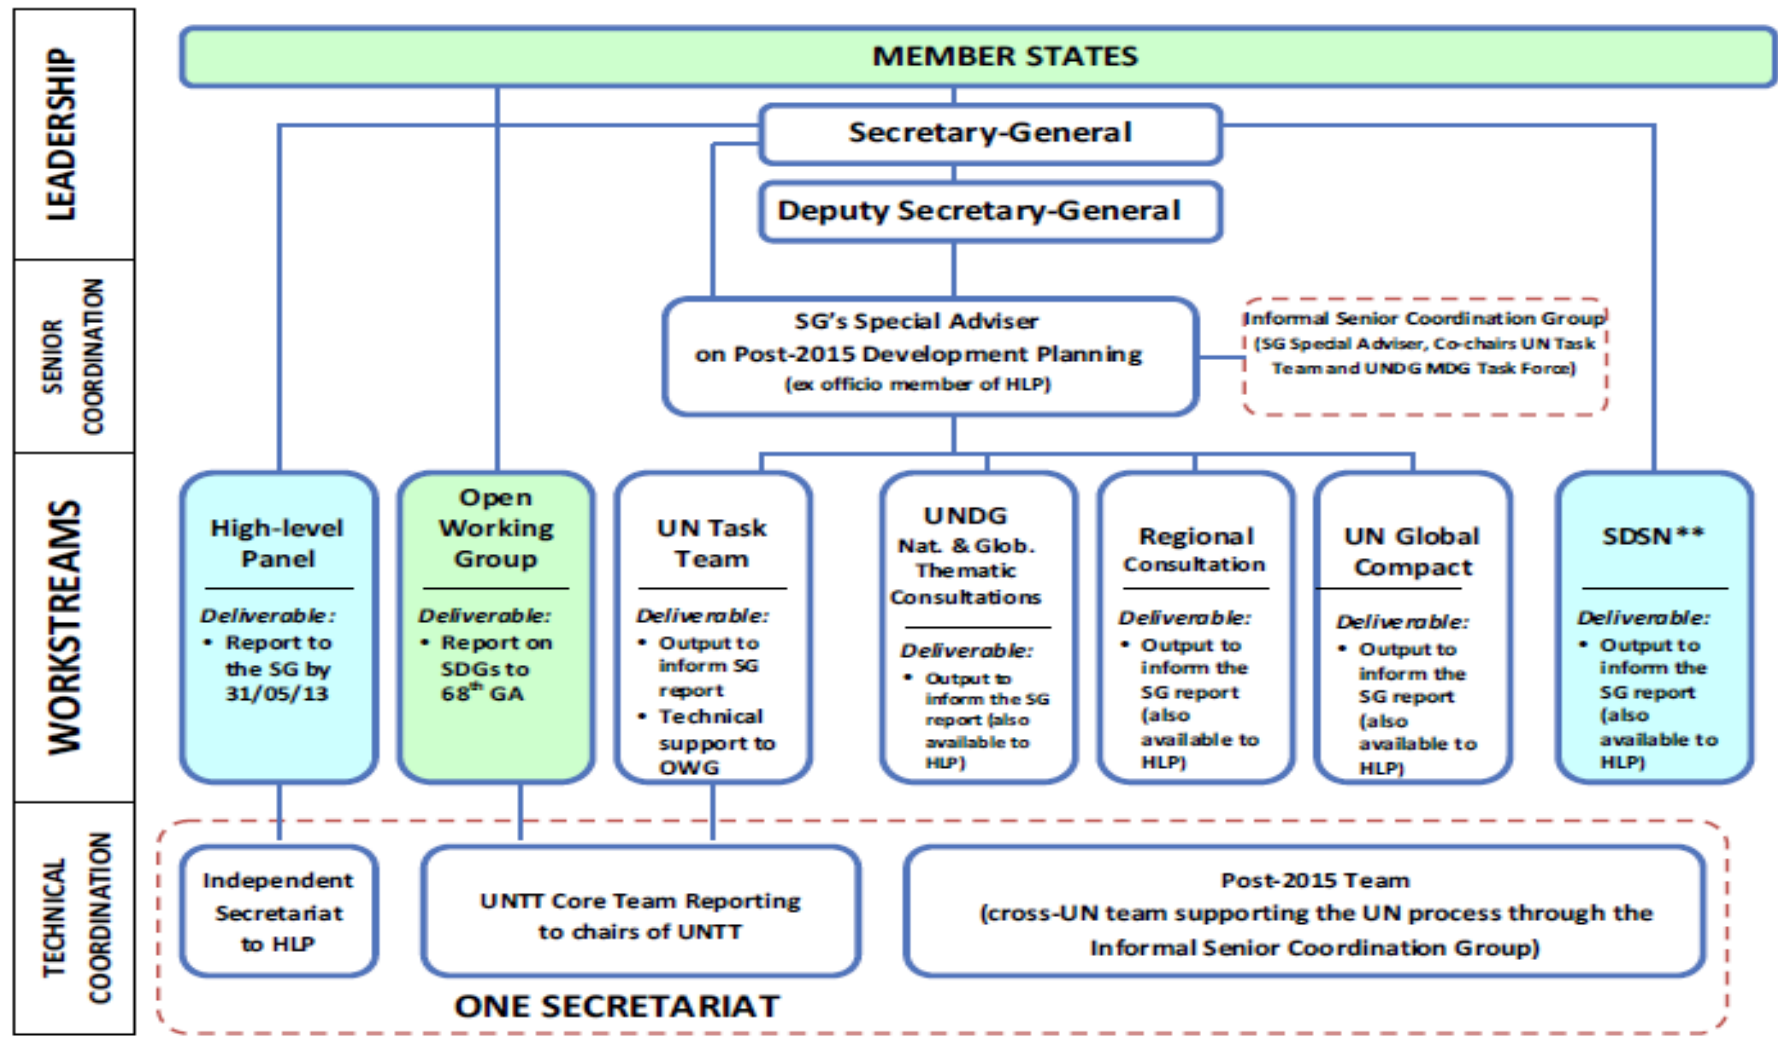 LEADERSHIP
MEMBER STATES
Secretary-General
Deputy Secretary-General
SENIOR
COORDINATION
SG's Special Adviser
on Post-2015 Development Planning
(ex officio member of HLP)
Informal Senior Coordination Group
(SG Special Adviser, Co-chairs UN Task
Team and UNDG MDG Task Force)
WORKSTREAMS
High-level
Panel
Deliverable:
• Report to
the SG by
31/05/13
Open
Working
Group
Deliverable:
• Report on
SDGs to
68th GA
UN Task
Team
Deliverable:
• Output to
inform SG
report
• Technical
support to
OWG
UNDG
Nat. & Glob.
Thematic
Consultations
Deliverable:
• Output to
inform the SG
report (also
available to
HLP)
Regional
Consultation
Deliverable:
• Output to
inform the
SG report
(also
available to
HLP)
UN Global
Compact
Deliverable:
• Output to
inform the
SG report
(also
available to
HLP)
SDSN**
Deliverable:
• Output to
inform the
SG report
(also
available to
HLP)
TECHNICAL
COORDINATION
Independent
Secretariat
to HLP
UNTT Core Team Reporting
to chairs of UNTT
Post-2015 Team
(cross-UN team supporting the UN process through the
Informal Senior Coordination Group)
ONE SECRETARIAT